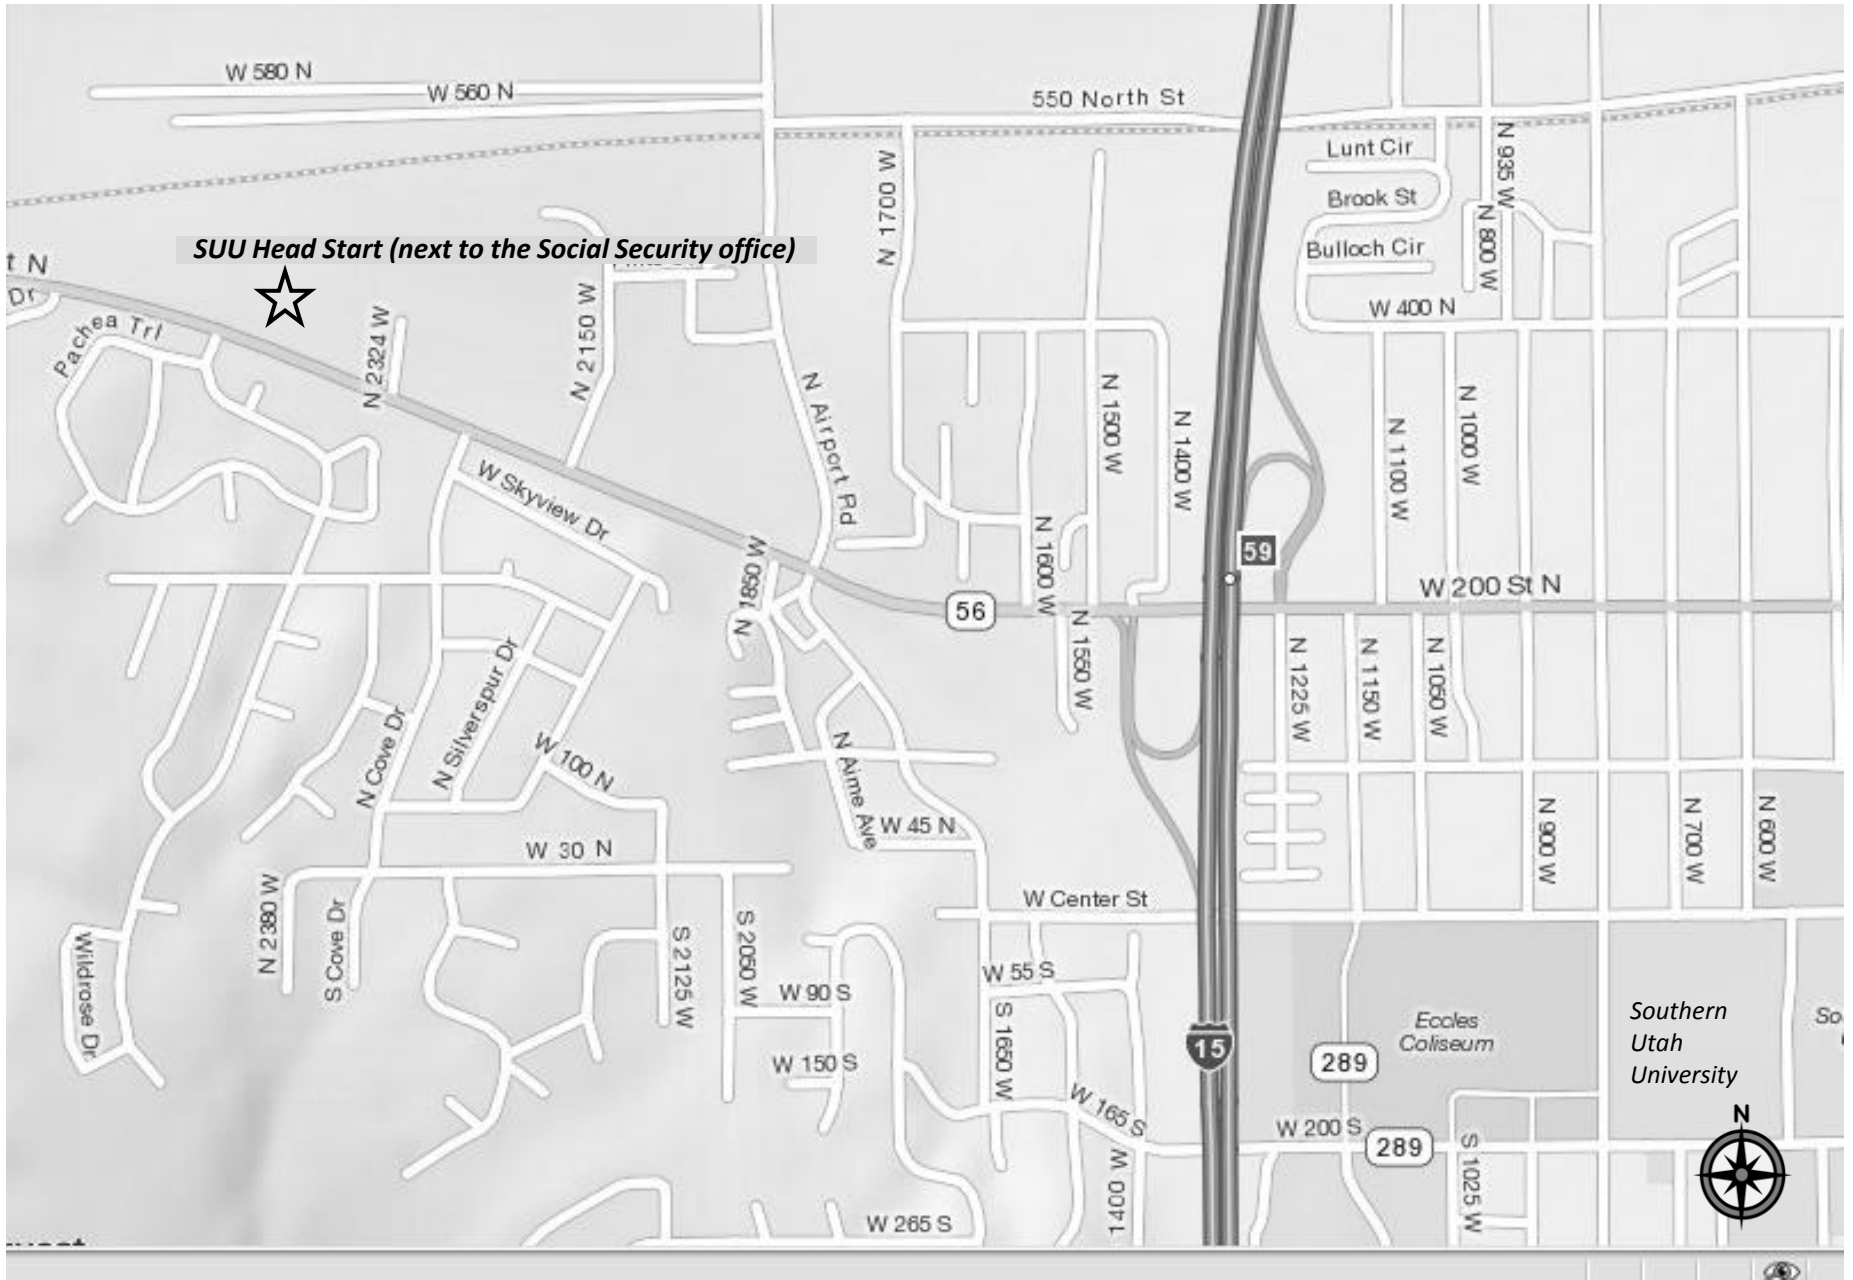 W 580 N
W 560 N
550 North St
N 1700 W
Lunt Cir
N 935 W
Brook St
N 800 W
Bulloch Cir
SUU Head Start (next to the Social Security office)
t N
Dr
Pachea Trl
N 2324 W
N 2150 W
W 400 N
N Airport Rd
N 1500 W
N 1400 W
N 1100 W
N 1000 W
W Skyview Dr
N 1850 W
N 1600 W
59
W 200 St N
56
N 1550 W
N 1225 W
N 1150 W
N 1050 W
N Silverspur Dr
N Cove Dr
W 100 N
N Aime Ave
W 45 N
N 900 W
N 700 W
N 600 W
W 30 N
W Center St
N 2380 W
S Cove Dr
S 2125 W
S 2050 W
Wildrose Dr
W 90 S
W 55 S
S 1650 W
W 150 S
15
289
Eccles
Coliseum
Southern
Utah
University
So
W 165 S
1400 W
W 200 S
289
S 1025 W
N
W 265 S